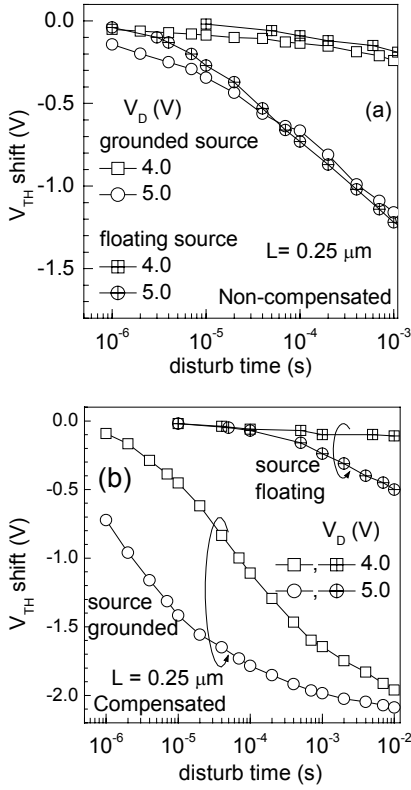 0.0
-0.5
-1.0
-1.5
V_TH shift (V)
(a)
V_D (V)
grounded source
4.0
5.0
floating source
4.0
5.0
L= 0.25 μm
Non-compensated
10^-6 10^-5 10^-4 10^-3
disturb time (s)
0.0
-0.5
-1.0
-1.5
-2.0
V_TH shift (V)
(b)
source
floating
V_D (V)
, 4.0
, 5.0
source
grounded
L = 0.25 μm
Compensated
10^-6 10^-5 10^-4 10^-3 10^-2
disturb time (s)